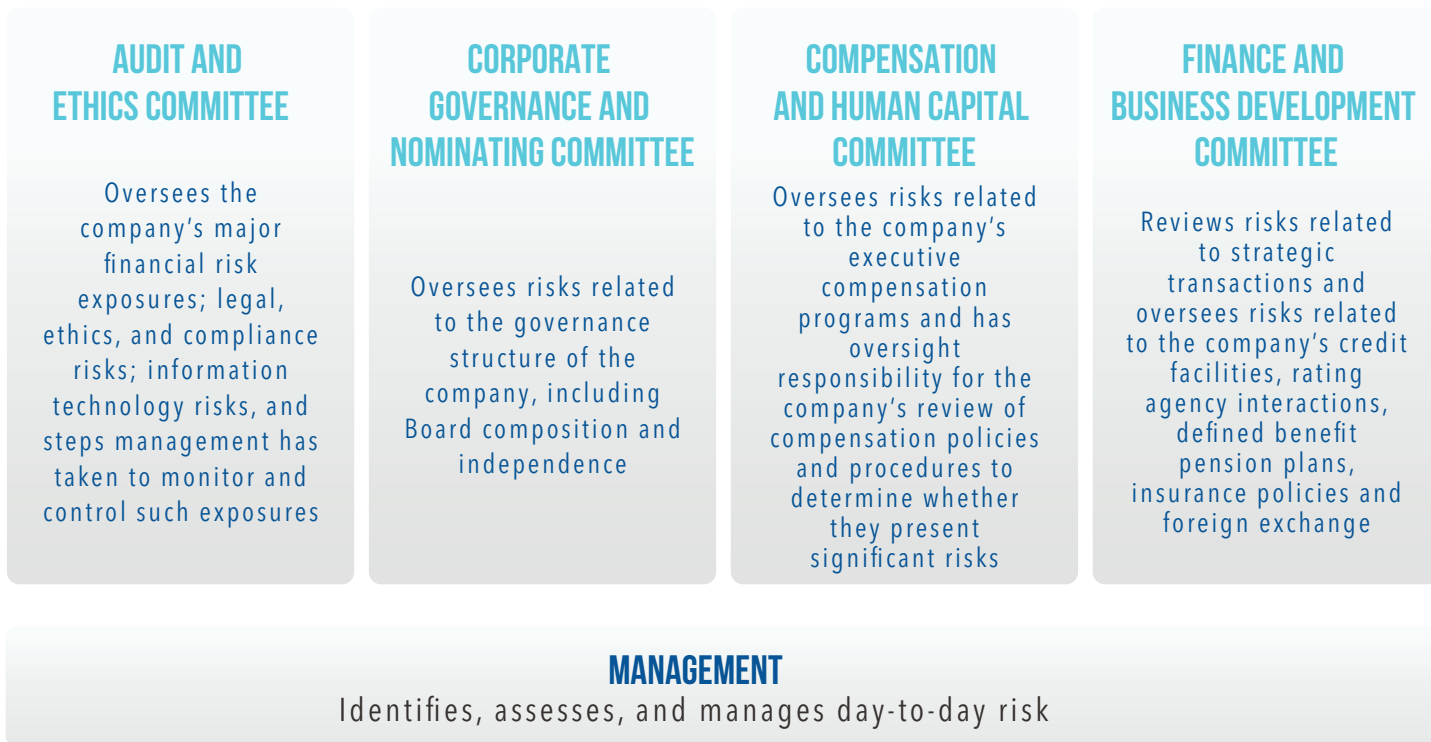 AUDIT AND
ETHICS COMMITTEE
Oversees the
company's major
financial risk
exposures; legal,
ethics, and compliance
risks; information
technology risks, and
steps management has
taken to monitor and
control such exposures
CORPORATE
GOVERNANCE AND
NOMINATING COMMITTEE
Oversees risks related
to the governance
structure of the
company, including
Board composition and
independence
COMPENSATION
AND HUMAN CAPITAL
COMMITTEE
Oversees risks related
to the company's
executive
compensation
programs and has
oversight
responsibility for the
company's review of
compensation policies
and procedures to
determine whether
they present
significant risks
FINANCE AND
BUSINESS DEVELOPMENT
COMMITTEE
Reviews risks related
to strategic
transactions and
oversees risks related
to the company's credit
facilities, rating
agency interactions,
defined benefit
pension plans,
insurance policies and
foreign exchange
MANAGEMENT
Identifies, assesses, and manages day-to-day risk